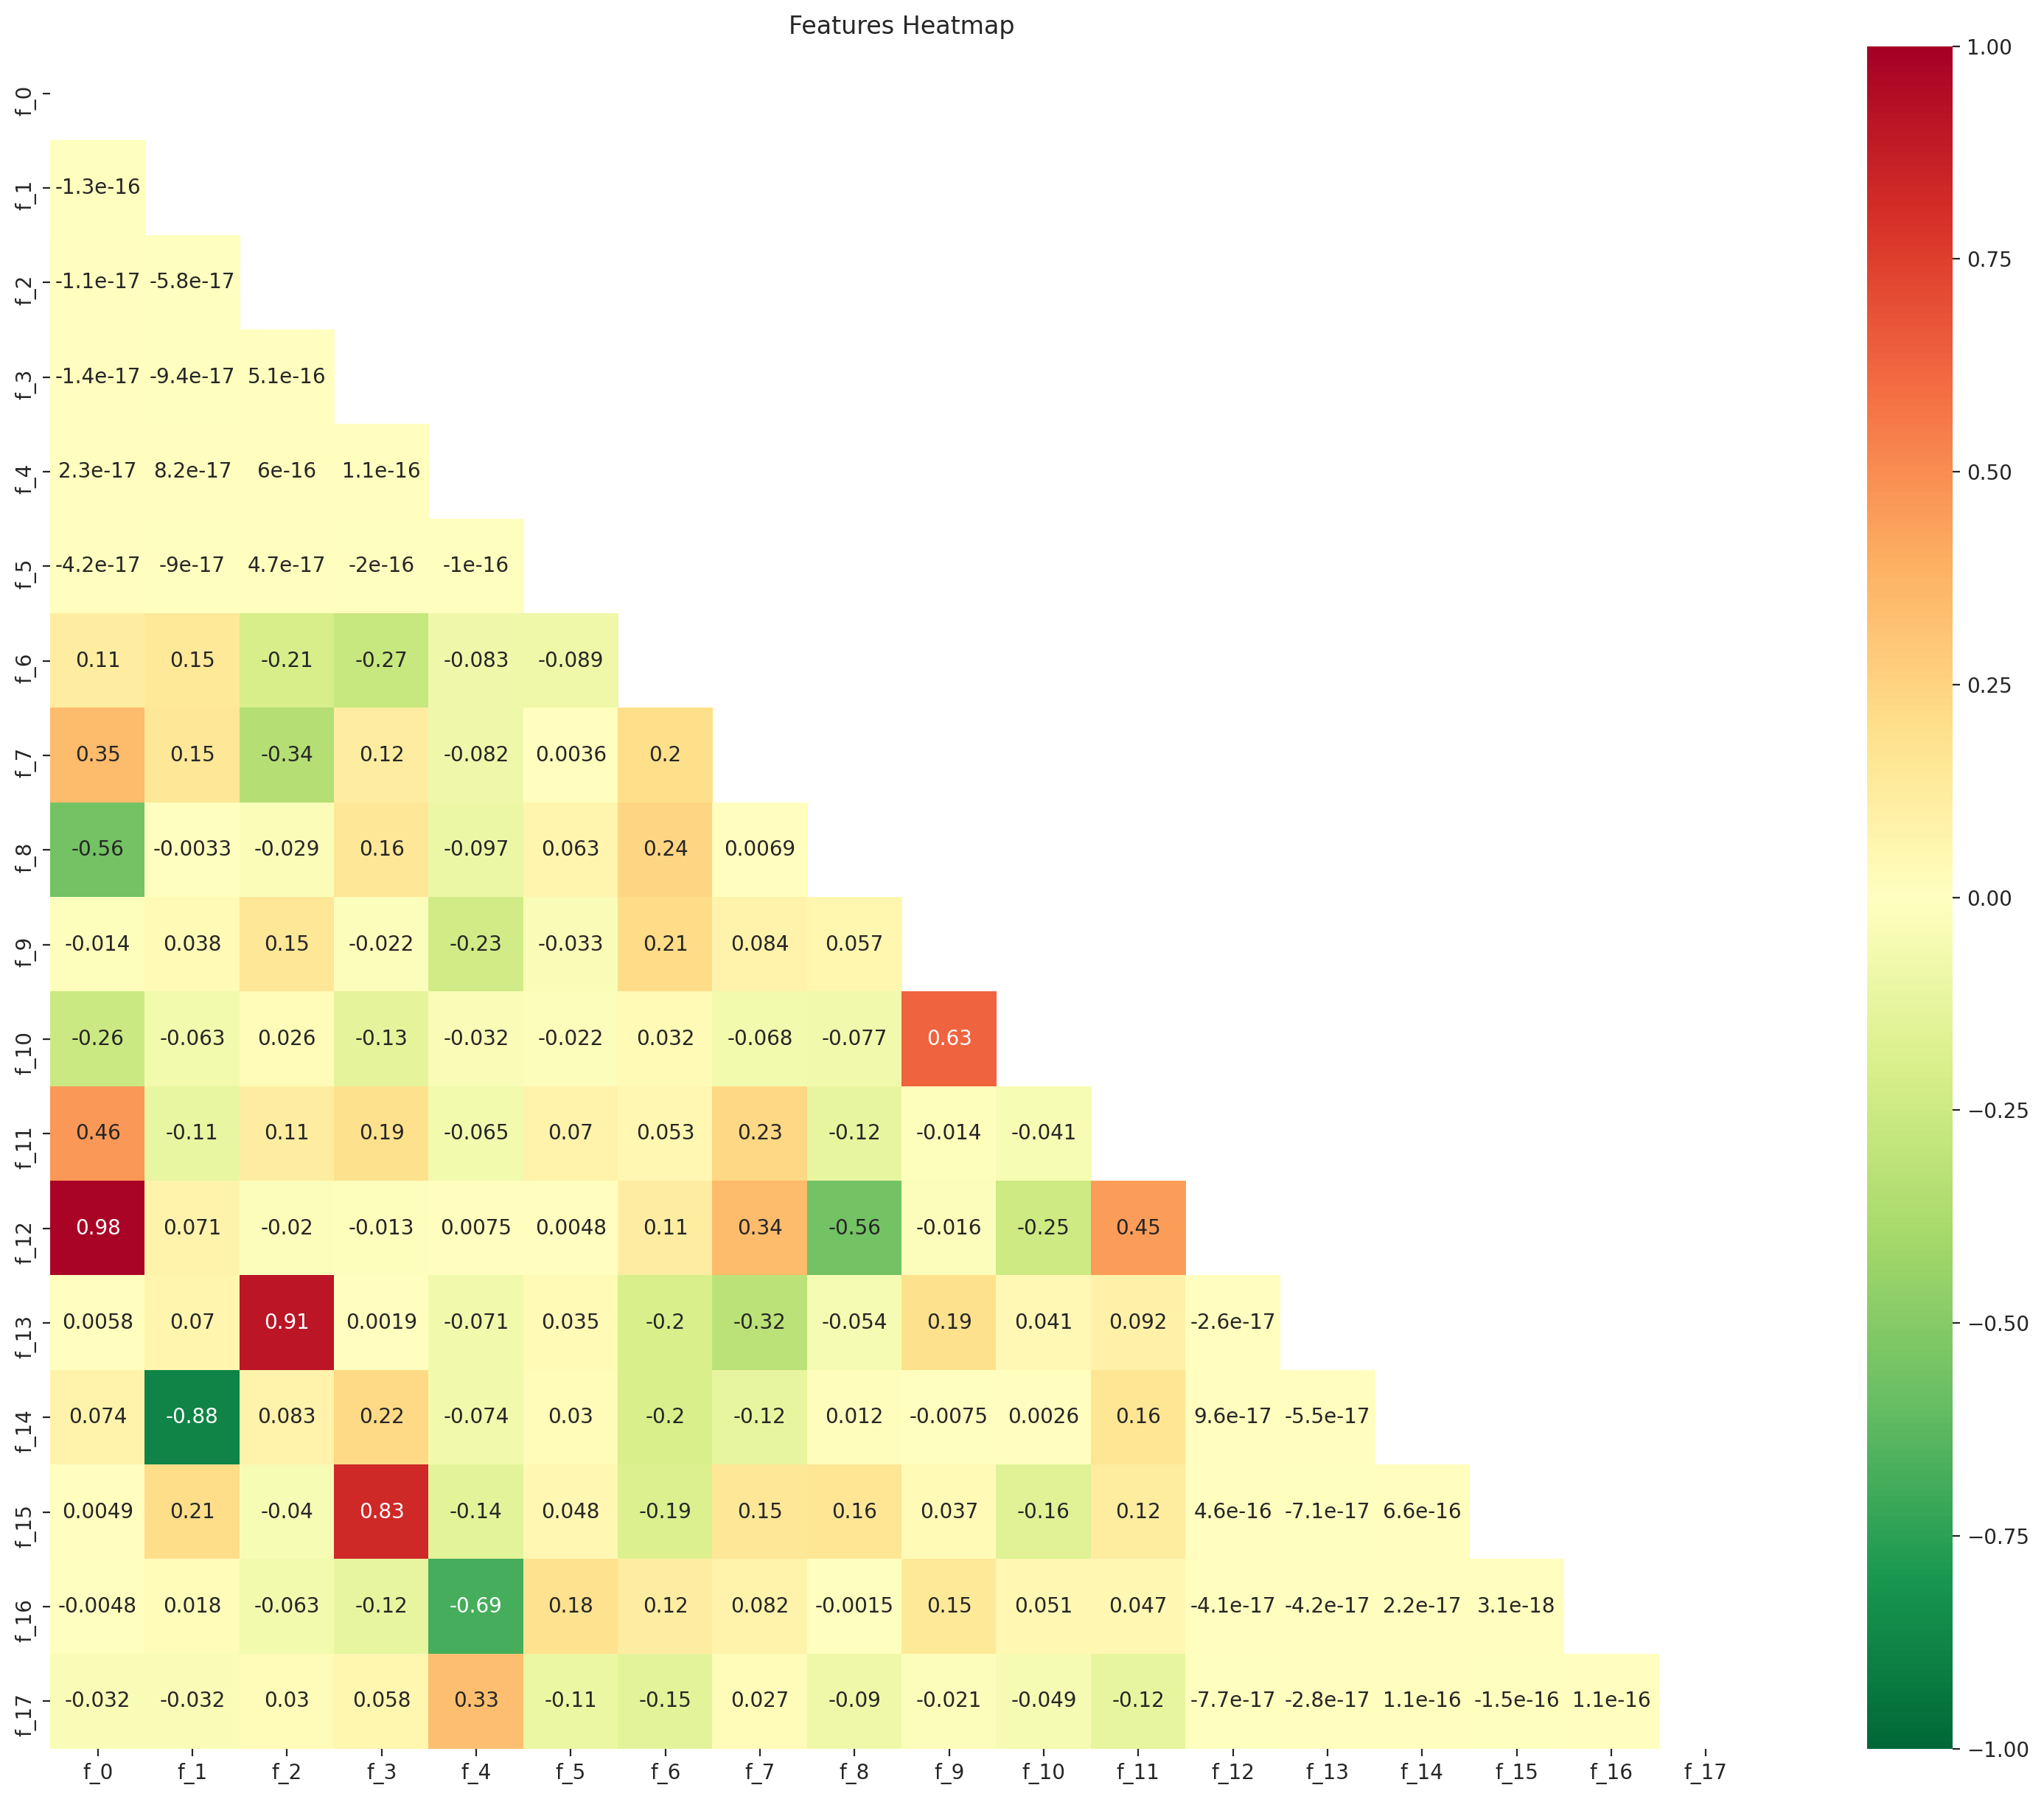 Features Heatmap
1.00
f_0
f_1 -1.3e-16
0.75
f_2 -1.1e-17 -5.8e-17
f_3 -1.4e-17 -9.4e-17 5.1e-16
f_4 2.3e-17 8.2e-17 6e-16 1.1e-16
0.50
f_5 -4.2e-17 -9e-17 4.7e-17 -2e-16 -1e-16
f_6 0.11 0.15 -0.21 -0.27 -0.083 -0.089
0.25
f_7 0.35 0.15 -0.34 0.12 -0.082 0.0036 0.2
f_8 -0.56 -0.0033 -0.029 0.16 -0.097 0.063 0.24 0.0069
0.00
f_9 -0.014 0.038 0.15 -0.022 -0.23 -0.033 0.21 0.084 0.057
f_10 -0.26 -0.063 0.026 -0.13 -0.032 -0.022 0.032 -0.068 -0.077 0.63
−0.25
f_11 0.46 -0.11 0.11 0.19 -0.065 0.07 0.053 0.23 -0.12 -0.014 -0.041
f_12 0.98 0.071 -0.02 -0.013 0.0075 0.0048 0.11 0.34 -0.56 -0.016 -0.25 0.45
f_13 0.0058 0.07 0.91 0.0019 -0.071 0.035 -0.2 -0.32 -0.054 0.19 0.041 0.092 -2.6e-17
−0.50
f_14 0.074 -0.88 0.083 0.22 -0.074 0.03 -0.2 -0.12 0.012 -0.0075 0.0026 0.16 9.6e-17 -5.5e-17
f_15 0.0049 0.21 -0.04 0.83 -0.14 0.048 -0.19 0.15 0.16 0.037 -0.16 0.12 4.6e-16 -7.1e-17 6.6e-16
−0.75
f_16 -0.0048 0.018 -0.063 -0.12 -0.69 0.18 0.12 0.082 -0.0015 0.15 0.051 0.047 -4.1e-17 -4.2e-17 2.2e-17 3.1e-18
f_17 -0.032 -0.032 0.03 0.058 0.33 -0.11 -0.15 0.027 -0.09 -0.021 -0.049 -0.12 -7.7e-17 -2.8e-17 1.1e-16 -1.5e-16 1.1e-16
−1.00
f_0 f_1 f_2 f_3 f_4 f_5 f_6 f_7 f_8 f_9 f_10 f_11 f_12 f_13 f_14 f_15 f_16 f_17